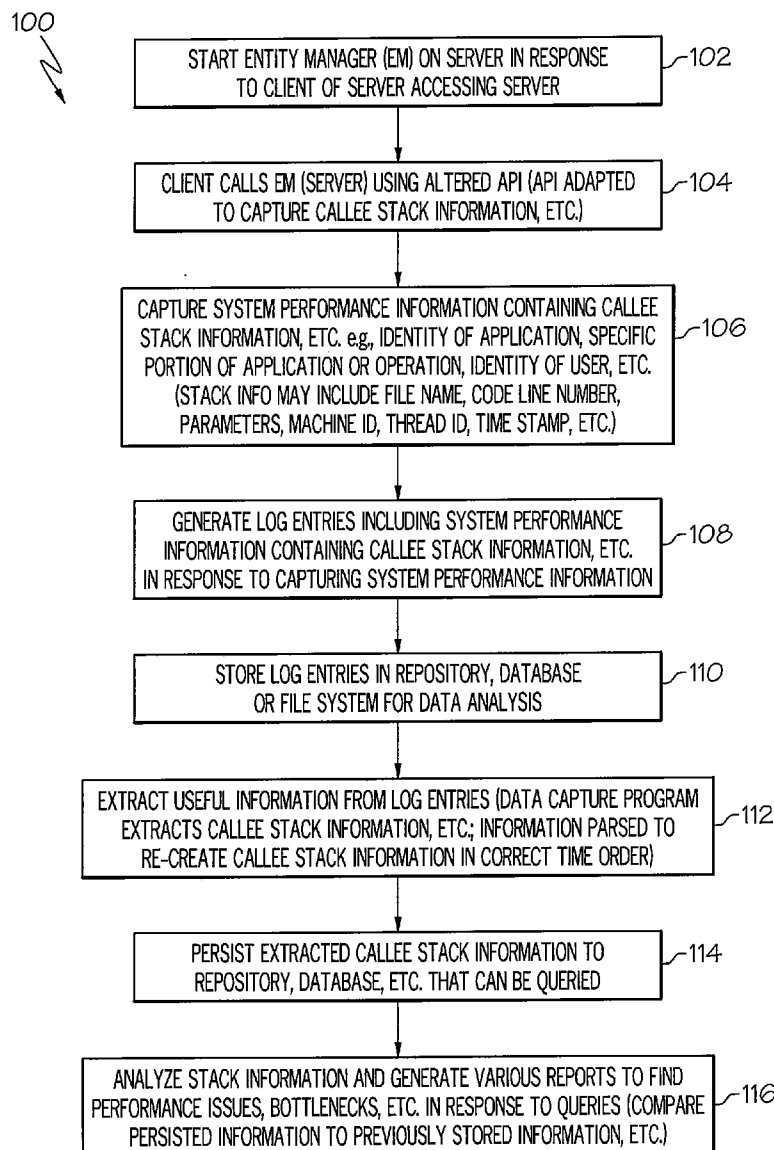 100
START ENTITY MANAGER (EM) ON SERVER IN RESPONSE
TO CLIENT OF SERVER ACCESSING SERVER
102
CLIENT CALLS EM (SERVER) USING ALTERED API (API ADAPTED
TO CAPTURE CALLEE STACK INFORMATION, ETC.)
104
CAPTURE SYSTEM PERFORMANCE INFORMATION CONTAINING CALLEE
STACK INFORMATION, ETC. e.g., IDENTITY OF APPLICATION, SPECIFIC
PORTION OF APPLICATION OR OPERATION, IDENTITY OF USER, ETC.
(STACK INFO MAY INCLUDE FILE NAME, CODE LINE NUMBER,
PARAMETERS, MACHINE ID, THREAD ID, TIME STAMP, ETC.)
106
GENERATE LOG ENTRIES INCLUDING SYSTEM PERFORMANCE
INFORMATION CONTAINING CALLEE STACK INFORMATION, ETC.
IN RESPONSE TO CAPTURING SYSTEM PERFORMANCE INFORMATION
108
STORE LOG ENTRIES IN REPOSITORY, DATABASE
OR FILE SYSTEM FOR DATA ANALYSIS
110
EXTRACT USEFUL INFORMATION FROM LOG ENTRIES (DATA CAPTURE PROGRAM
EXTRACTS CALLEE STACK INFORMATION, ETC.; INFORMATION PARSED TO
RE-CREATE CALLEE STACK INFORMATION IN CORRECT TIME ORDER)
112
PERSIST EXTRACTED CALLEE STACK INFORMATION TO
REPOSITORY, DATABASE, ETC. THAT CAN BE QUERIED
114
ANALYZE STACK INFORMATION AND GENERATE VARIOUS REPORTS TO FIND
PERFORMANCE ISSUES, BOTTLENECKS, ETC. IN RESPONSE TO QUERIES (COMPARE
PERSISTED INFORMATION TO PREVIOUSLY STORED INFORMATION, ETC.)
116